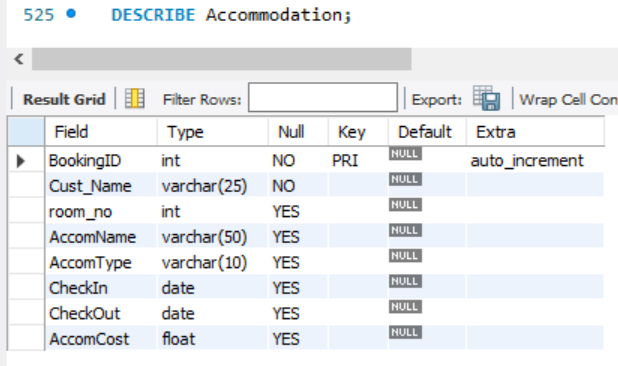 525 DESCRIBE Accommodation;
Result Grid Filter Rows: Export: Wrap Cell Con
Field Type Null Key Default Extra
BookingID int NO PRI NULL auto_increment
Cust_Name varchar(25) NO NULL
room_no int YES NULL
AccomName varchar(50) YES NULL
AccomType varchar(10) YES NULL
CheckIn date YES NULL
CheckOut date YES NULL
AccomCost float YES NULL